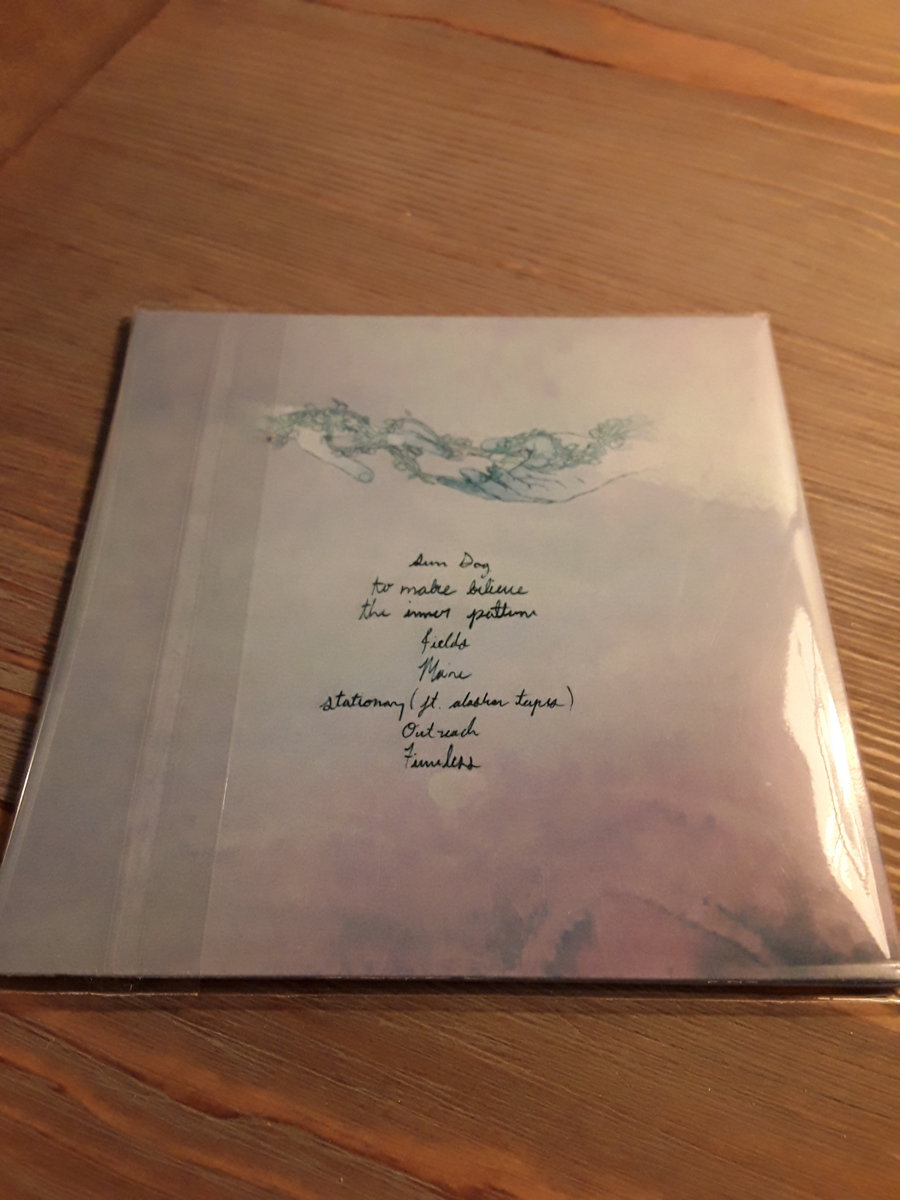 Sun Dog
to make believe
the inner pattern
fields
Maine
stationary (ft. alaskan tapes)
Outreach
Timeless